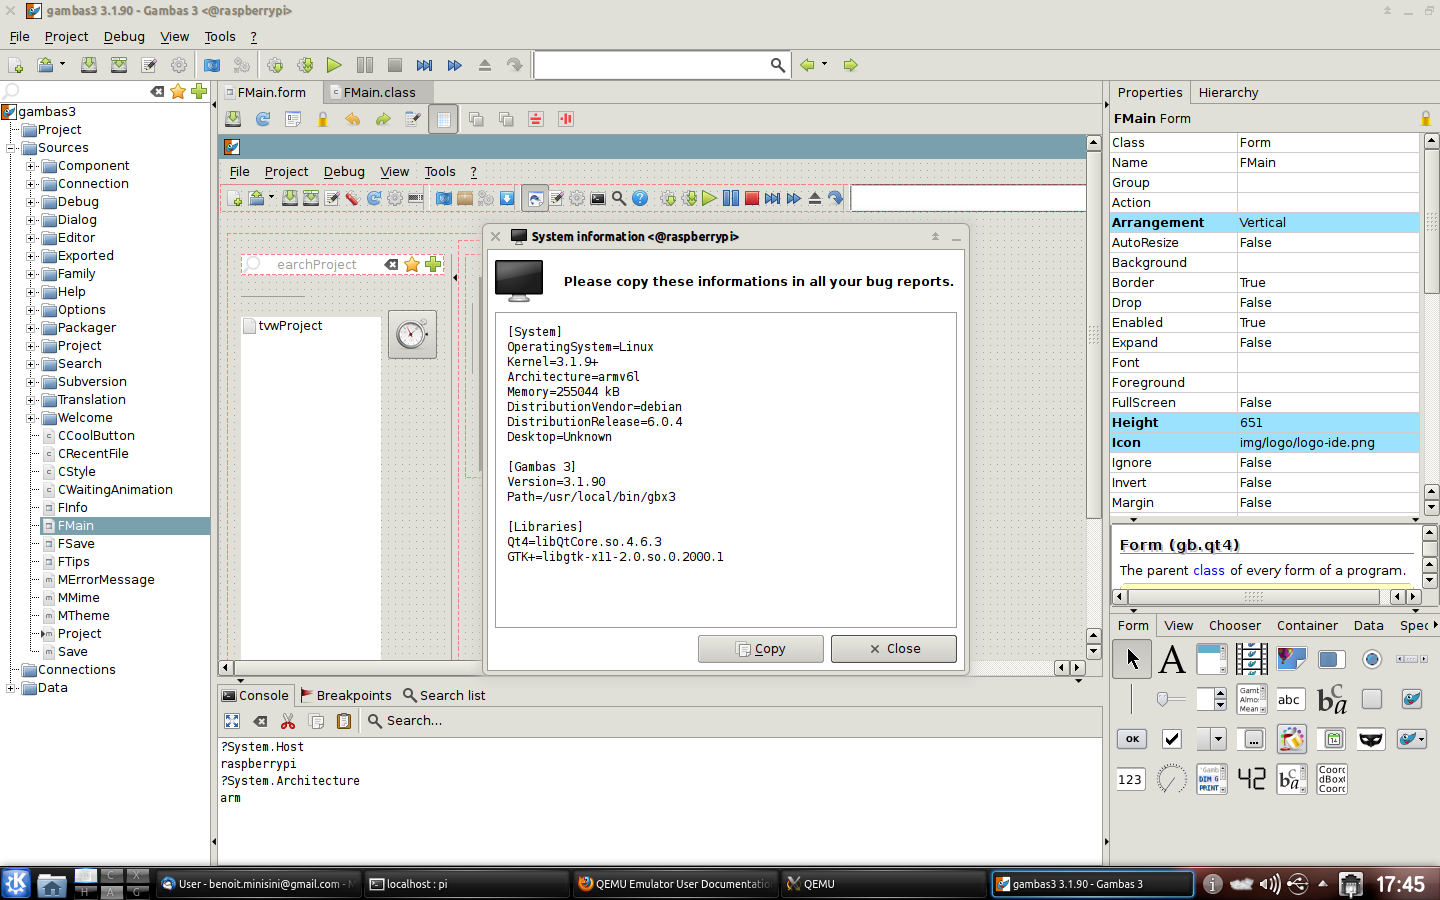 gambas3 3.1.90 - Gambas 3 <@raspberrypi>
File Project Debug View Tools ?
gambas3
Project
Sources
Component
Connection
Debug
Dialog
Editor
Exported
Family
Help
Options
Packager
Project
Search
Subversion
Translation
Welcome
CCoolButton
CRecentFile
CStyle
CWaitingAnimation
FInfo
FMain
FSave
FTips
MErrorMessage
MMime
MTheme
Project
Save
Connections
Data
FMain.form FMain.class
File Project Debug View Tools ?
earchProject
tvwProject
System information <@raspberrypi>
Please copy these informations in all your bug reports.
[System]
OperatingSystem=Linux
Kernel=3.1.9+
Architecture=armv6l
Memory=255044 kB
DistributionVendor=debian
DistributionRelease=6.0.4
Desktop=Unknown
[Gambas 3]
Version=3.1.90
Path=/usr/local/bin/gbx3
[Libraries]
Qt4=libQtCore.so.4.6.3
GTK+=libgtk-x11-2.0.so.0.2000.1
Copy Close
Console Breakpoints Search list
Search...
?System.Host
raspberrypi
?System.Architecture
arm
Properties Hierarchy
FMain Form
Class Form
Name FMain
Group
Action
Arrangement Vertical
AutoResize False
Background
Border True
Drop False
Enabled True
Expand False
Font
Foreground
FullScreen False
Height 651
Icon img/logo/logo-ide.png
Ignore False
Invert False
Margin False
Form (gb.qt4)
The parent class of every form of a program.
Form View Chooser Container Data Spec
A
Gamb
Almo
Mean
abc
b c a
OK
...
14
123
Gamb
DIM G
PRINT
42
b c a
Coord
dBox
Coord
C X
H A G
User - benoit.minisini@gmail.com - M
localhost : pi
QEMU Emulator User Documentatio
QEMU
gambas3 3.1.90 - Gambas 3
17:45